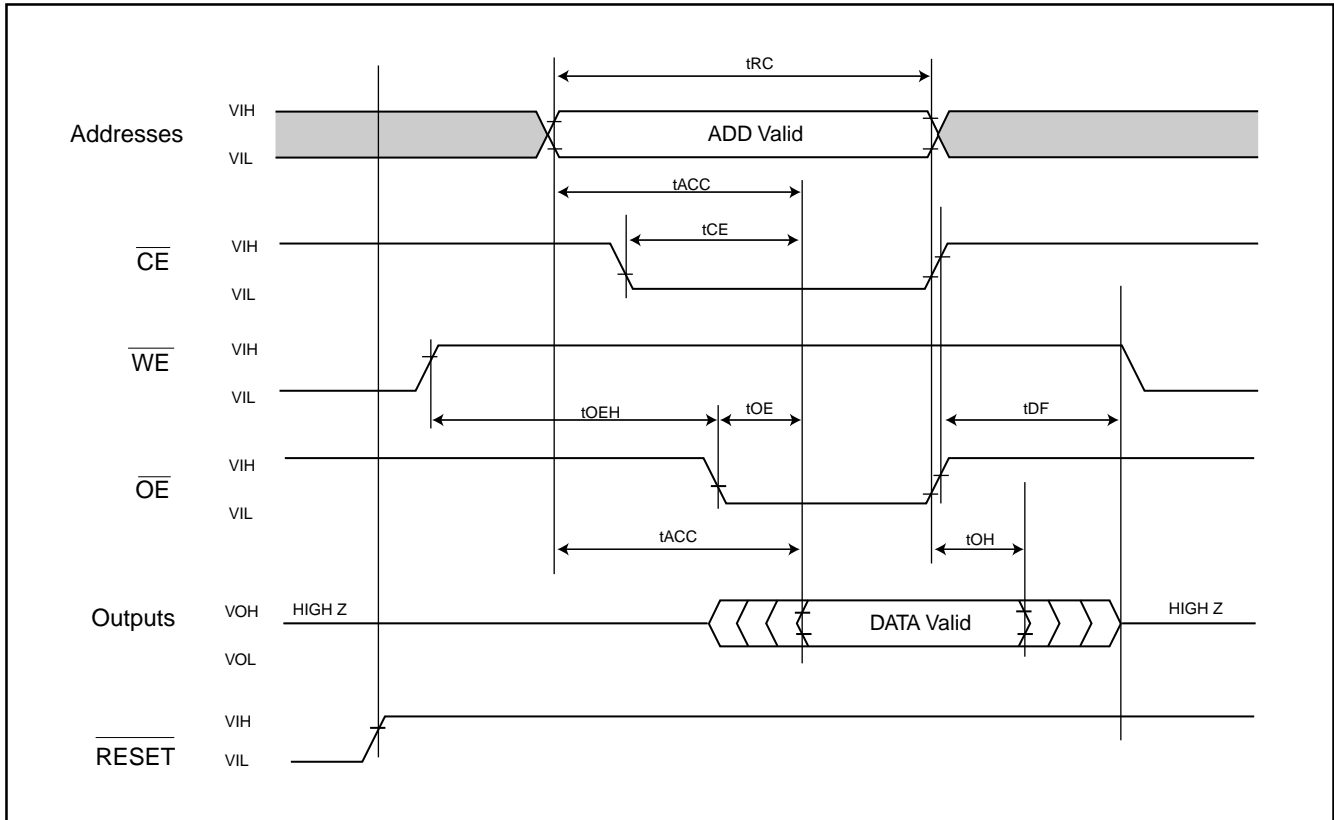 tRC
VIH
Addresses
ADD Valid
VIL
tACC
tCE
VIH
CE
VIL
VIH
WE
VIL
tOEH
tOE
tDF
VIH
OE
VIL
tACC
tOH
VOH
HIGH Z
Outputs
DATA Valid
HIGH Z
VOL
VIH
RESET
VIL